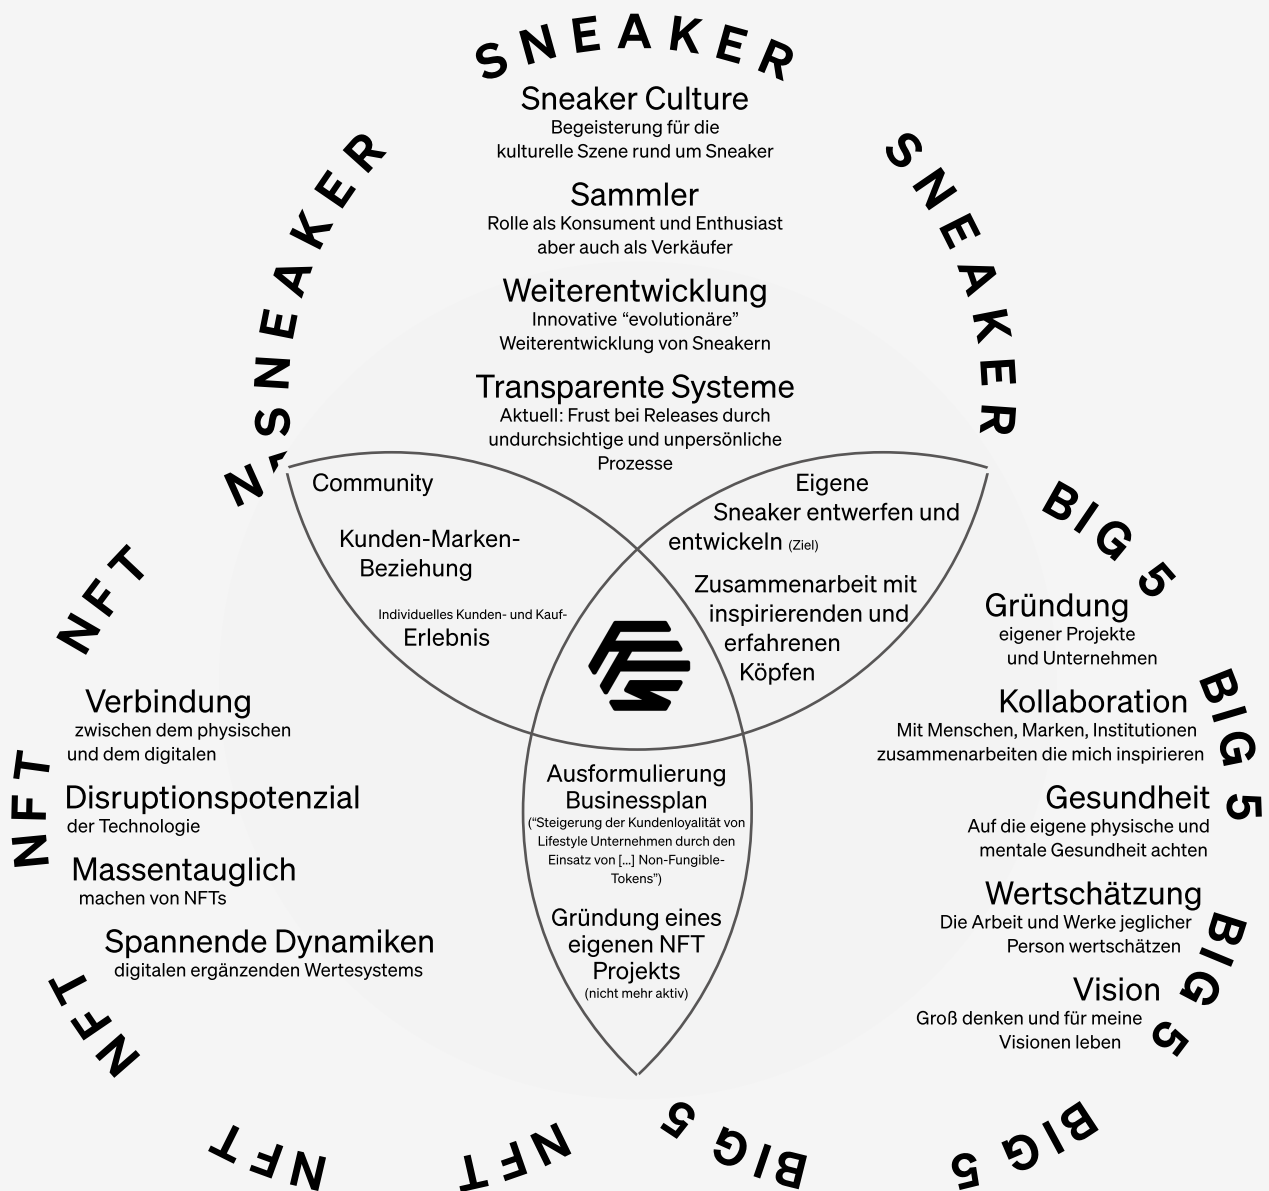 SNEAKER
SNEAKER
SNEAKER
Sneaker Culture
Begeisterung für die
kulturelle Szene rund um Sneaker
Sammler
Rolle als Konsument und Enthusiast
aber auch als Verkäufer
Weiterentwicklung
Innovative “evolutionäre”
Weiterentwicklung von Sneakern
Transparente Systeme
Aktuell: Frust bei Releases durch
undurchsichtige und unpersönliche
Prozesse
Community
Kunden-Marken-
Beziehung
Individuelles Kunden- und Kauf-
Erlebnis
Eigene
Sneaker entwerfen und
entwickeln (Ziel)
Zusammenarbeit mit
inspirierenden und
erfahrenen
Köpfen
N
NFT
NFT
NFT
NFT
NFT
Verbindung
zwischen dem physischen
und dem digitalen
Disruptionspotenzial
der Technologie
Massentauglich
machen von NFTs
Spannende Dynamiken
digitalen ergänzenden Wertesystems
Ausformulierung
Businessplan
(“Steigerung der Kundenloyalität von
Lifestyle Unternehmen durch den
Einsatz von [...] Non-Fungible-
Tokens”)
Gründung eines
eigenen NFT
Projekts
(nicht mehr aktiv)
BIG 5
BIG 5
BIG 5
BIG 5
BIG 5
Gründung
eigener Projekte
und Unternehmen
Kollaboration
Mit Menschen, Marken, Institutionen
zusammenarbeiten die mich inspirieren
Gesundheit
Auf die eigene physische und
mentale Gesundheit achten
Wertschätzung
Die Arbeit und Werke jeglicher
Person wertschätzen
Vision
Groß denken und für meine
Visionen leben